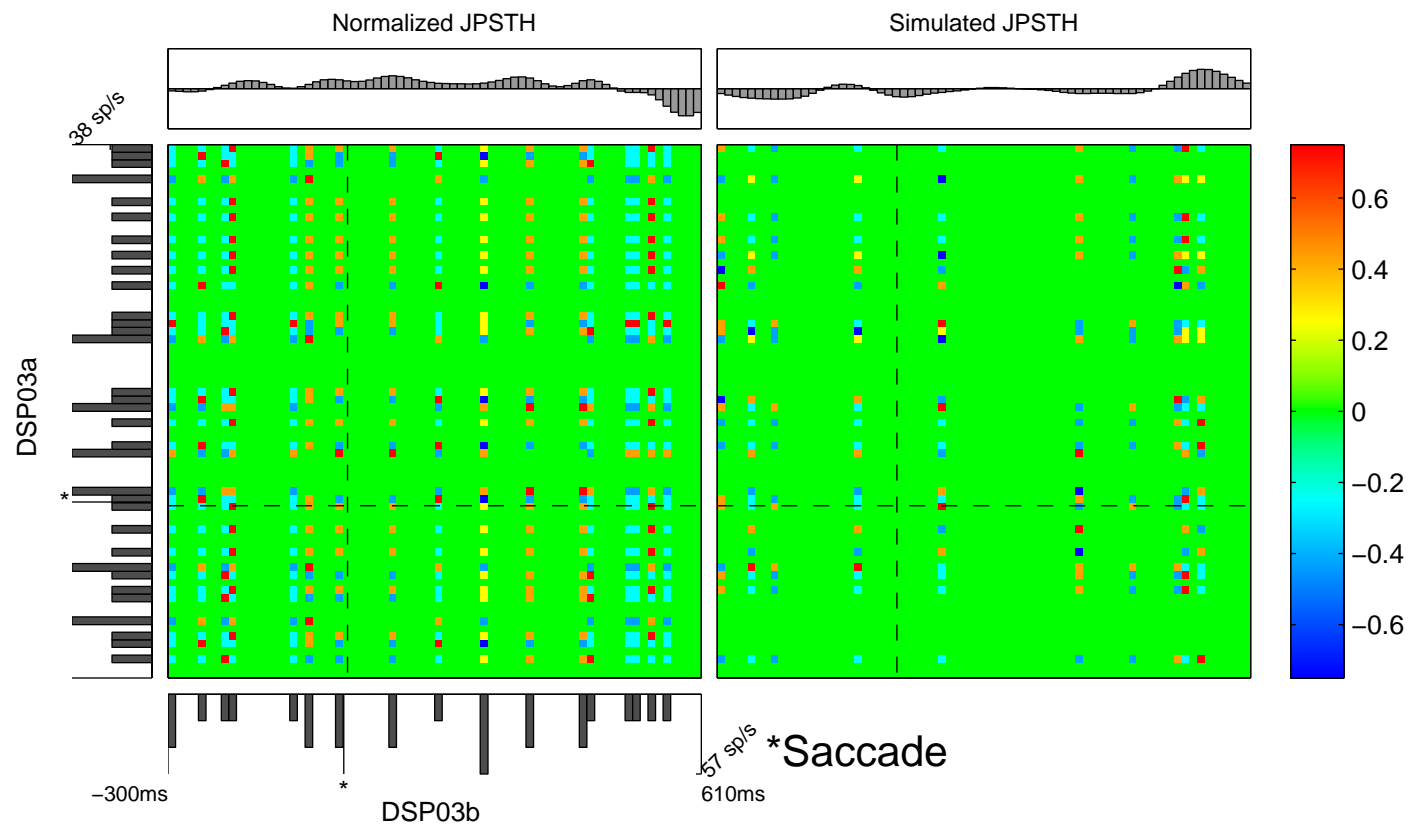 Normalized JPSTH
Simulated JPSTH
38 sp/s
DSP03a
*
0.6
0.4
0.2
0
−0.2
−0.4
−0.6
57 sp/s
*Saccade
−300ms
*
610ms
DSP03b